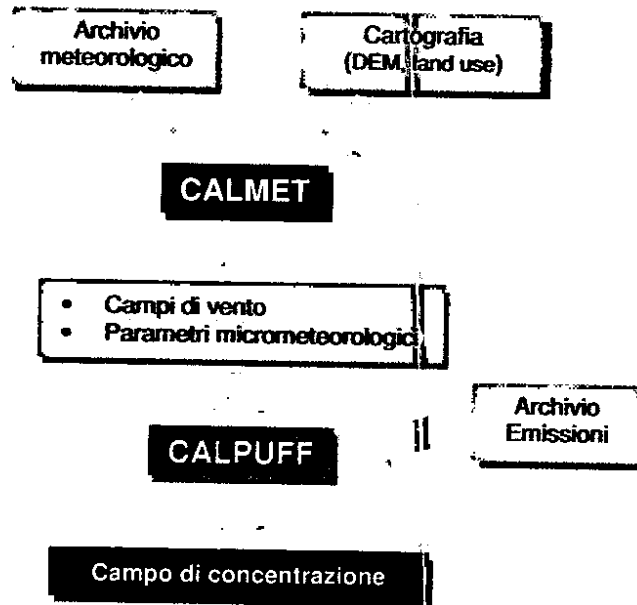 Archivio
meteorologico
Cartografia
(DEM, land use)
CALMET
• Campi di vento
• Parametri micrometeorologici
Archivio
Emissioni
CALPUFF
Campo di concentrazione